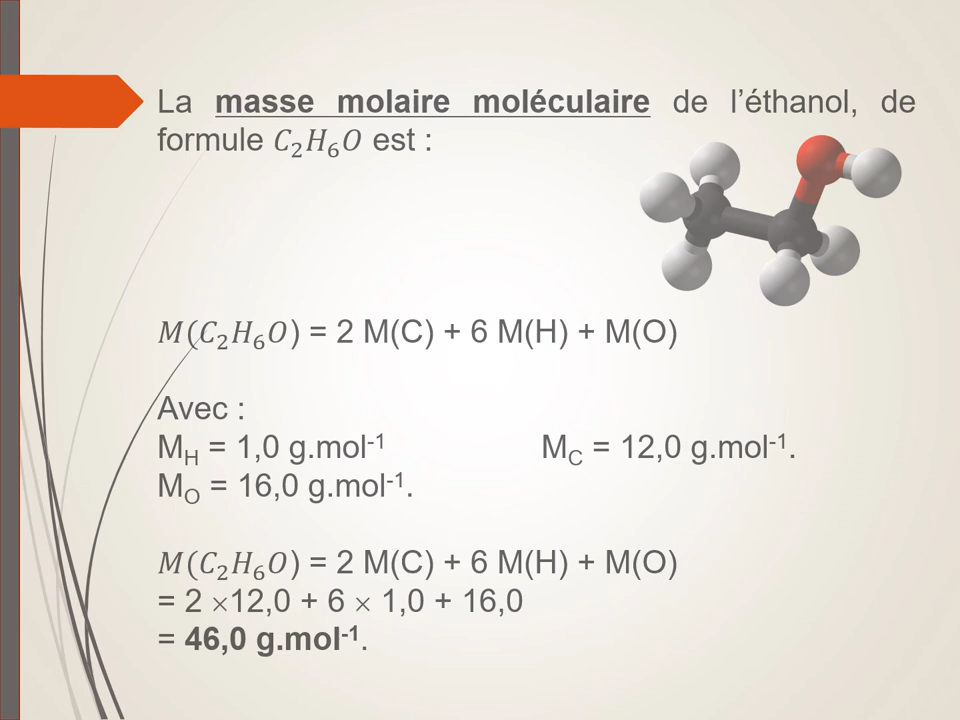 La masse molaire moléculaire de l’éthanol, de
formule C₂H₆O est :
M(C₂H₆O) = 2 M(C) + 6 M(H) + M(O)
Avec :
M_H = 1,0 g.mol⁻¹ M_C = 12,0 g.mol⁻¹.
M_O = 16,0 g.mol⁻¹.
M(C₂H₆O) = 2 M(C) + 6 M(H) + M(O)
= 2 ×12,0 + 6 × 1,0 + 16,0
= 46,0 g.mol⁻¹.